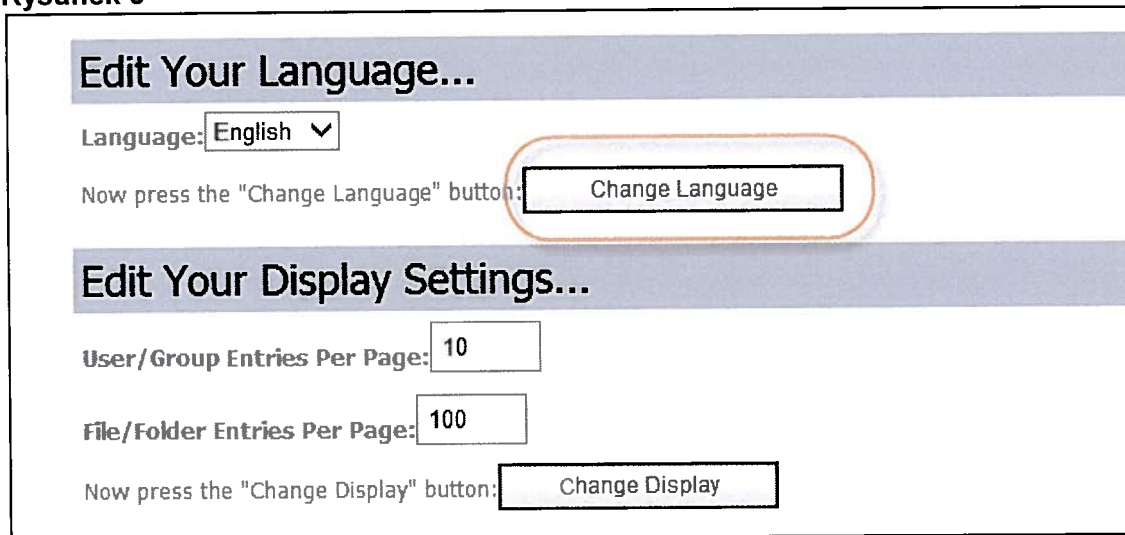 Edit Your Language...
Language: English
Now press the "Change Language" button: Change Language
Edit Your Display Settings...
User/Group Entries Per Page: 10
File/Folder Entries Per Page: 100
Now press the "Change Display" button: Change Display